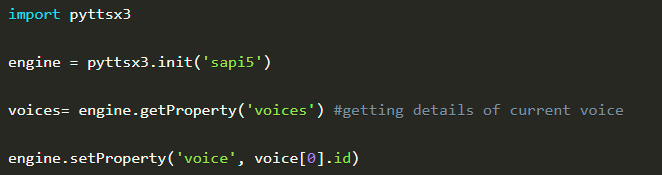 import pyttsx3
engine = pyttsx3.init('sapi5')
voices= engine.getProperty('voices') #getting details of current voice
engine.setProperty('voice', voice[0].id)